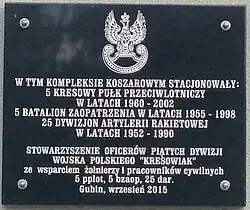 W TYM KOMPLEKSIE KOSZAROWYM STACJONOWAŁY:
5 KRESOWY PUŁK PRZECIWLOTNICZY
W LATACH 1960 - 2002
5 BATALION ZAOPATRZENIA W LATACH 1955 - 1998
25 DYWIZJON ARTYLERII RAKIETOWEJ
W LATACH 1952 - 1990
STOWARZYSZENIE OFICERÓW PIĄTYCH DYWIZJI
WOJSKA POLSKIEGO "KRESOWIAK"
ze wsparciem żołnierzy i pracowników cywilnych
5 pplot, 5 bzaop, 25 dar.
Gubin, wrzesień 2015